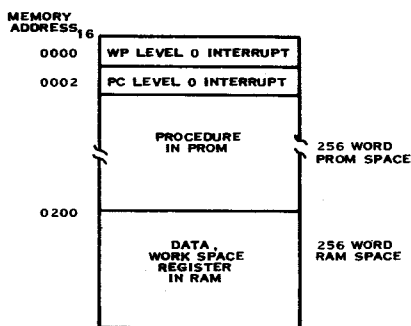 MEMORY
ADDRESS16
0000 WP LEVEL 0 INTERRUPT
0002 PC LEVEL 0 INTERRUPT
PROCEDURE
IN PROM
256 WORD
PROM SPACE
0200
DATA,
WORK SPACE
REGISTER
IN RAM
256 WORD
RAM SPACE